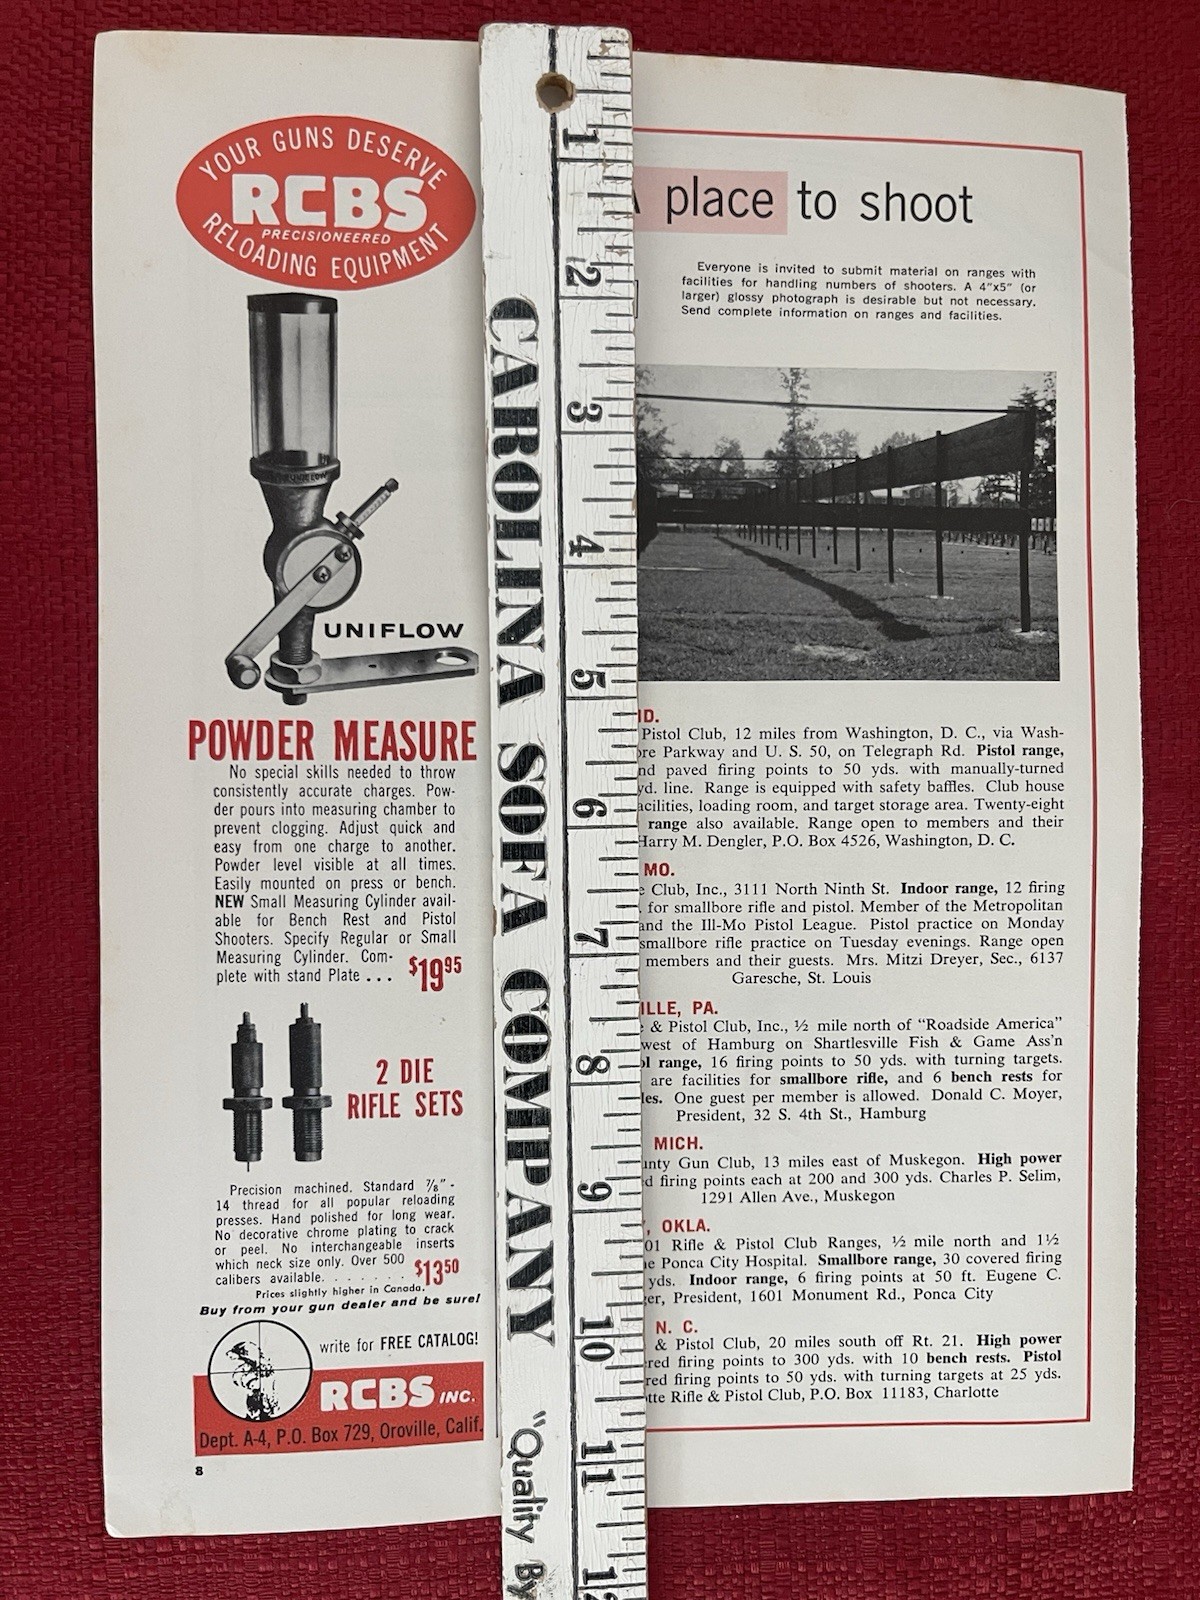 YOUR GUNS DESERVE
RCBS
PRECISIONEERED
RELOADING EQUIPMENT
UNIFLOW
UNIFLOW
POWDER MEASURE
No special skills needed to throw
consistently accurate charges. Pow-
der pours into measuring chamber to
prevent clogging. Adjust quick and
easy from one charge to another.
Powder level visible at all times.
Easily mounted on press or bench.
NEW Small Measuring Cylinder avail-
able for Bench Rest and Pistol
Shooters. Specify Regular or Small
Measuring Cylinder. Com-
plete with stand Plate ... $19.95
2 DIE
RIFLE SETS
Precision machined. Standard ⅞"-
14 thread for all popular reloading
presses. Hand polished for long wear.
No decorative chrome plating to crack
or peel. No interchangeable inserts
which neck size only. Over 500
calibers available. . . . . . . . $13.50
Prices slightly higher in Canada.
Buy from your gun dealer and be sure!
write for FREE CATALOG!
RCBS INC.
Dept. A-4, P.O. Box 729, Oroville, Calif.
8
1 2 3 4 5 6 7 8 9 10 11
CAROLINA SOFA COMPANY
"Quality By
place to shoot
Everyone is invited to submit material on ranges with
facilities for handling numbers of shooters. A 4"x5" (or
larger) glossy photograph is desirable but not necessary.
Send complete information on ranges and facilities.
D.
Pistol Club, 12 miles from Washington, D. C., via Wash-
re Parkway and U. S. 50, on Telegraph Rd. Pistol range,
nd paved firing points to 50 yds. with manually-turned
yd. line. Range is equipped with safety baffles. Club house
acilities, loading room, and target storage area. Twenty-eight
range also available. Range open to members and their
Harry M. Dengler, P.O. Box 4526, Washington, D. C.
MO.
Club, Inc., 3111 North Ninth St. Indoor range, 12 firing
for smallbore rifle and pistol. Member of the Metropolitan
and the Ill-Mo Pistol League. Pistol practice on Monday
smallbore rifle practice on Tuesday evenings. Range open
members and their guests. Mrs. Mitzi Dreyer, Sec., 6137
Garesche, St. Louis
ILLE, PA.
& Pistol Club, Inc., ½ mile north of "Roadside America"
west of Hamburg on Shartlesville Fish & Game Ass'n
ol range, 16 firing points to 50 yds. with turning targets.
are facilities for smallbore rifle, and 6 bench rests for
les. One guest per member is allowed. Donald C. Moyer,
President, 32 S. 4th St., Hamburg
MICH.
unty Gun Club, 13 miles east of Muskegon. High power
d firing points each at 200 and 300 yds. Charles P. Selim,
1291 Allen Ave., Muskegon
, OKLA.
01 Rifle & Pistol Club Ranges, ½ mile north and 1½
e Ponca City Hospital. Smallbore range, 30 covered firing
yds. Indoor range, 6 firing points at 50 ft. Eugene C.
ger, President, 1601 Monument Rd., Ponca City
N. C.
& Pistol Club, 20 miles south off Rt. 21. High power
red firing points to 300 yds. with 10 bench rests. Pistol
red firing points to 50 yds. with turning targets at 25 yds.
tte Rifle & Pistol Club, P.O. Box 11183, Charlotte